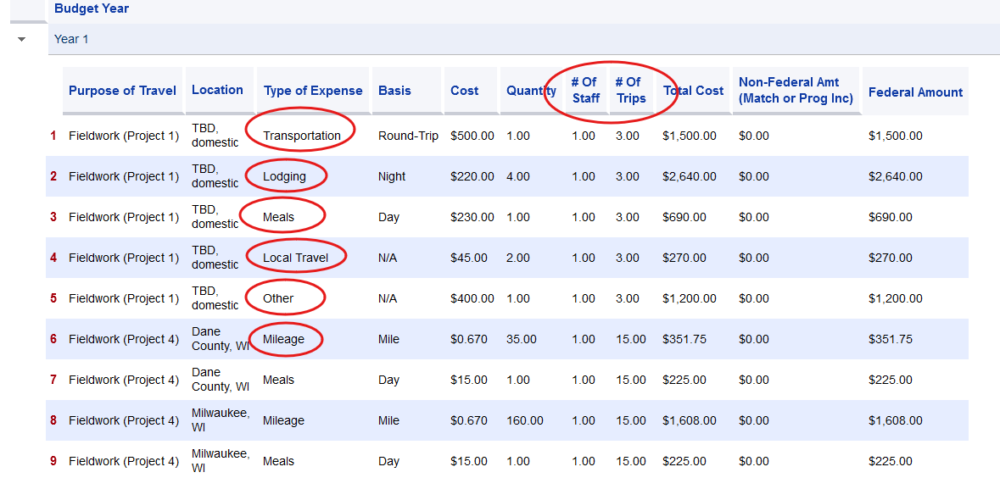 Budget Year
Year 1
Purpose of Travel Location Type of Expense Basis Cost Quantity # Of Staff # Of Trips Total Cost Non-Federal Amt (Match or Prog Inc) Federal Amount
1 Fieldwork (Project 1) TBD, domestic Transportation Round-Trip $500.00 1.00 1.00 3.00 $1,500.00 $0.00 $1,500.00
2 Fieldwork (Project 1) TBD, domestic Lodging Night $220.00 4.00 1.00 3.00 $2,640.00 $0.00 $2,640.00
3 Fieldwork (Project 1) TBD, domestic Meals Day $230.00 1.00 1.00 3.00 $690.00 $0.00 $690.00
4 Fieldwork (Project 1) TBD, domestic Local Travel N/A $45.00 2.00 1.00 3.00 $270.00 $0.00 $270.00
5 Fieldwork (Project 1) TBD, domestic Other N/A $400.00 1.00 1.00 3.00 $1,200.00 $0.00 $1,200.00
6 Fieldwork (Project 4) Dane County, WI Mileage Mile $0.670 35.00 1.00 15.00 $351.75 $0.00 $351.75
7 Fieldwork (Project 4) Dane County, WI Meals Day $15.00 1.00 1.00 15.00 $225.00 $0.00 $225.00
8 Fieldwork (Project 4) Milwaukee, WI Mileage Mile $0.670 160.00 1.00 15.00 $1,608.00 $0.00 $1,608.00
9 Fieldwork (Project 4) Milwaukee, WI Meals Day $15.00 1.00 1.00 15.00 $225.00 $0.00 $225.00